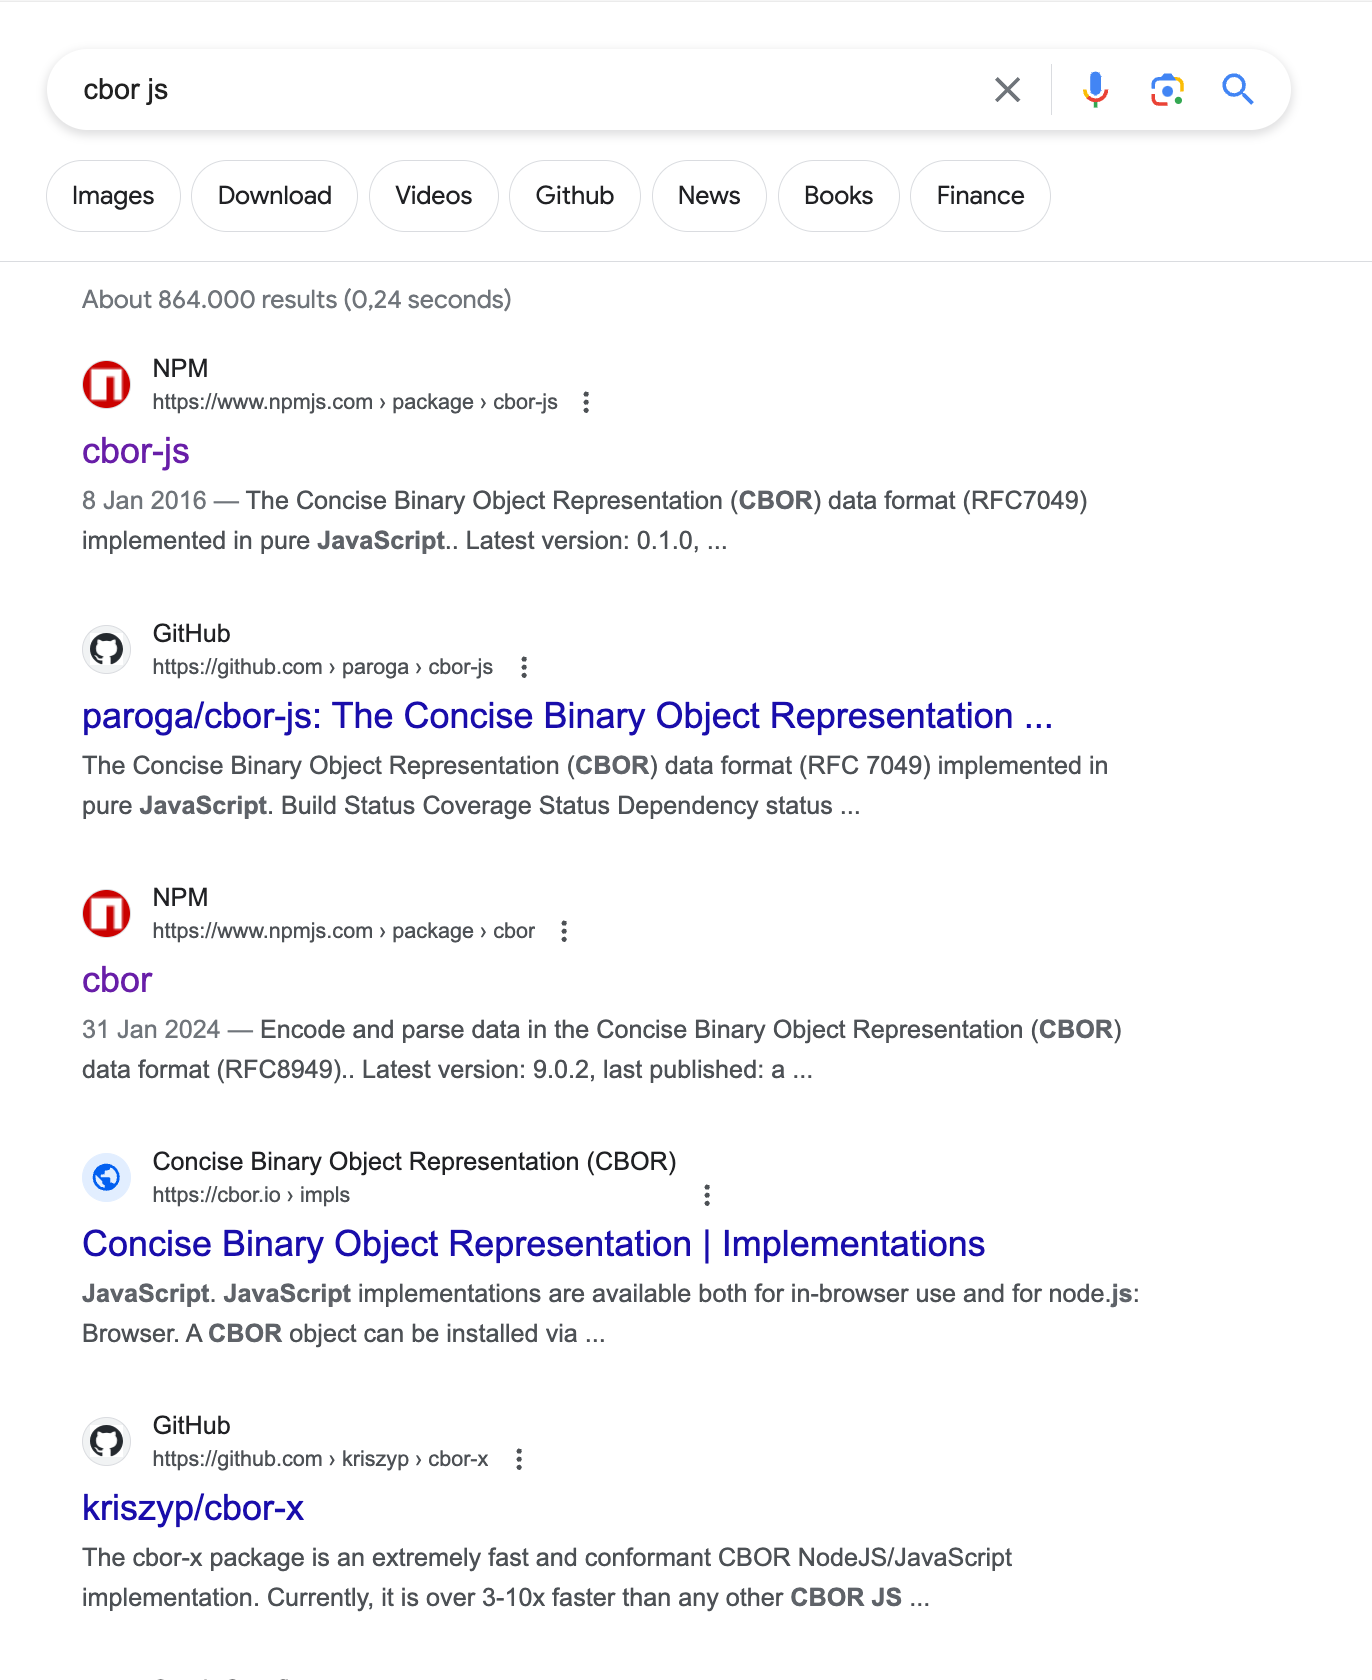 cbor js
Images Download Videos Github News Books Finance
About 864.000 results (0,24 seconds)
NPM
https://www.npmjs.com › package › cbor-js
cbor-js
8 Jan 2016 — The Concise Binary Object Representation (CBOR) data format (RFC7049)
implemented in pure JavaScript.. Latest version: 0.1.0, ...
GitHub
https://github.com › paroga › cbor-js
paroga/cbor-js: The Concise Binary Object Representation ...
The Concise Binary Object Representation (CBOR) data format (RFC 7049) implemented in
pure JavaScript. Build Status Coverage Status Dependency status ...
NPM
https://www.npmjs.com › package › cbor
cbor
31 Jan 2024 — Encode and parse data in the Concise Binary Object Representation (CBOR)
data format (RFC8949).. Latest version: 9.0.2, last published: a ...
Concise Binary Object Representation (CBOR)
https://cbor.io › impls
Concise Binary Object Representation | Implementations
JavaScript. JavaScript implementations are available both for in-browser use and for node.js:
Browser. A CBOR object can be installed via ...
GitHub
https://github.com › kriszyp › cbor-x
kriszyp/cbor-x
The cbor-x package is an extremely fast and conformant CBOR NodeJS/JavaScript
implementation. Currently, it is over 3-10x faster than any other CBOR JS ...